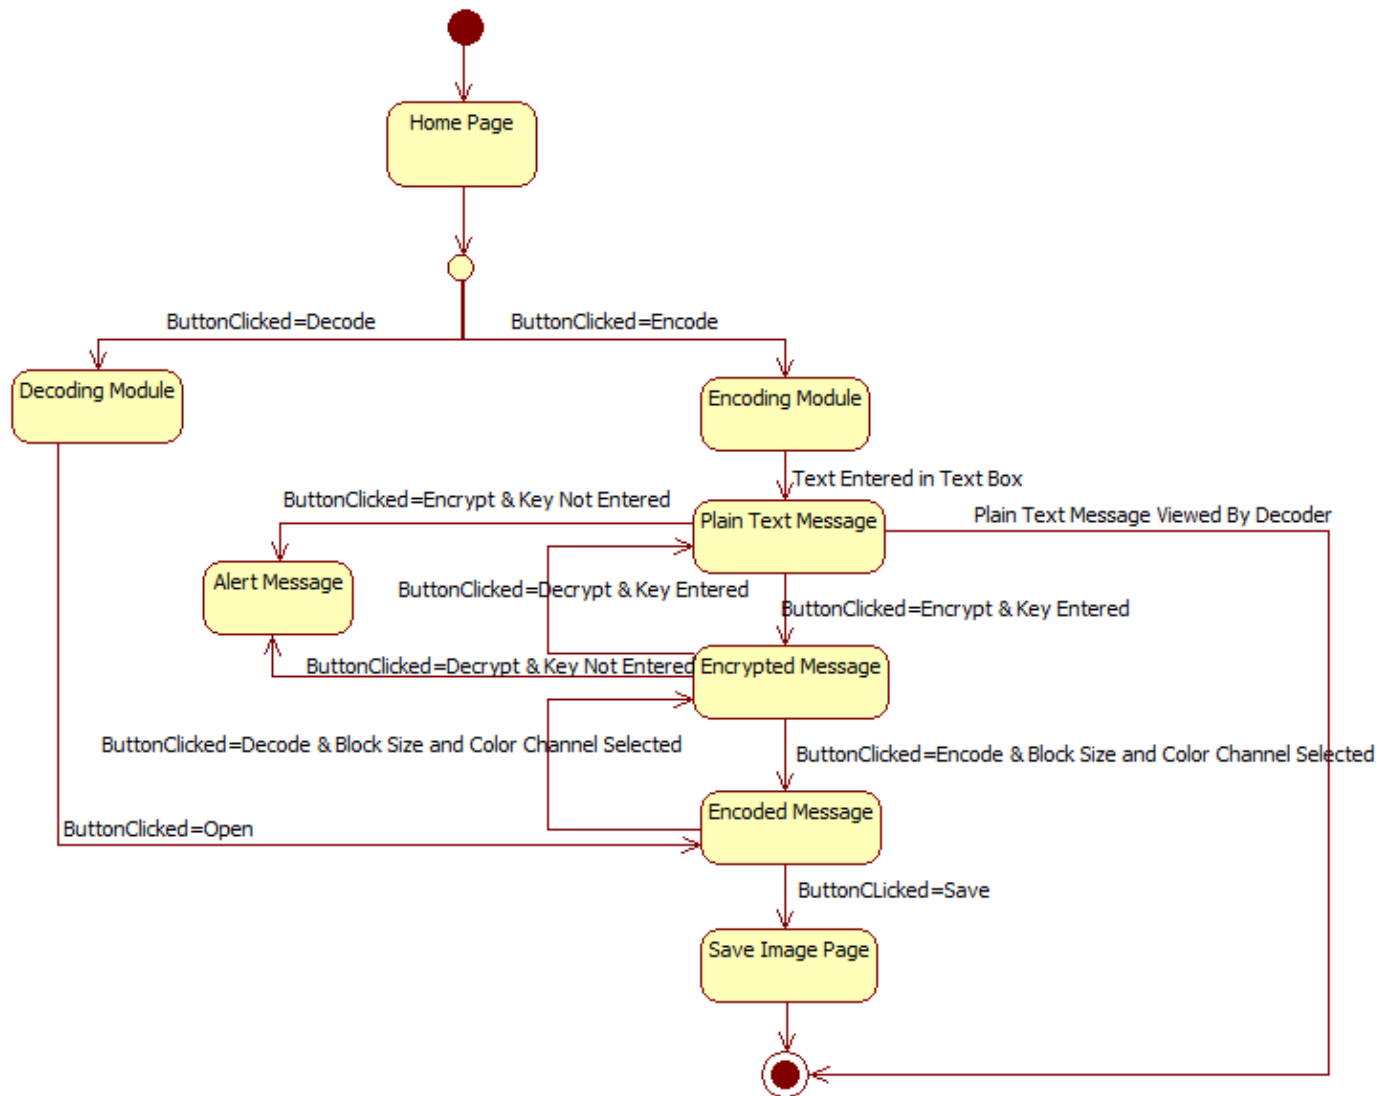 Home Page
ButtonClicked=Decode
ButtonClicked=Encode
Decoding Module
Encoding Module
Text Entered in Text Box
ButtonClicked=Encrypt & Key Not Entered
Plain Text Message
Plain Text Message Viewed By Decoder
Alert Message
ButtonClicked=Decrypt & Key Entered
ButtonClicked=Encrypt & Key Entered
ButtonClicked=Decrypt & Key Not Entered
Encrypted Message
ButtonClicked=Decode & Block Size and Color Channel Selected
ButtonClicked=Encode & Block Size and Color Channel Selected
Encoded Message
ButtonClicked=Open
ButtonCLicked=Save
Save Image Page